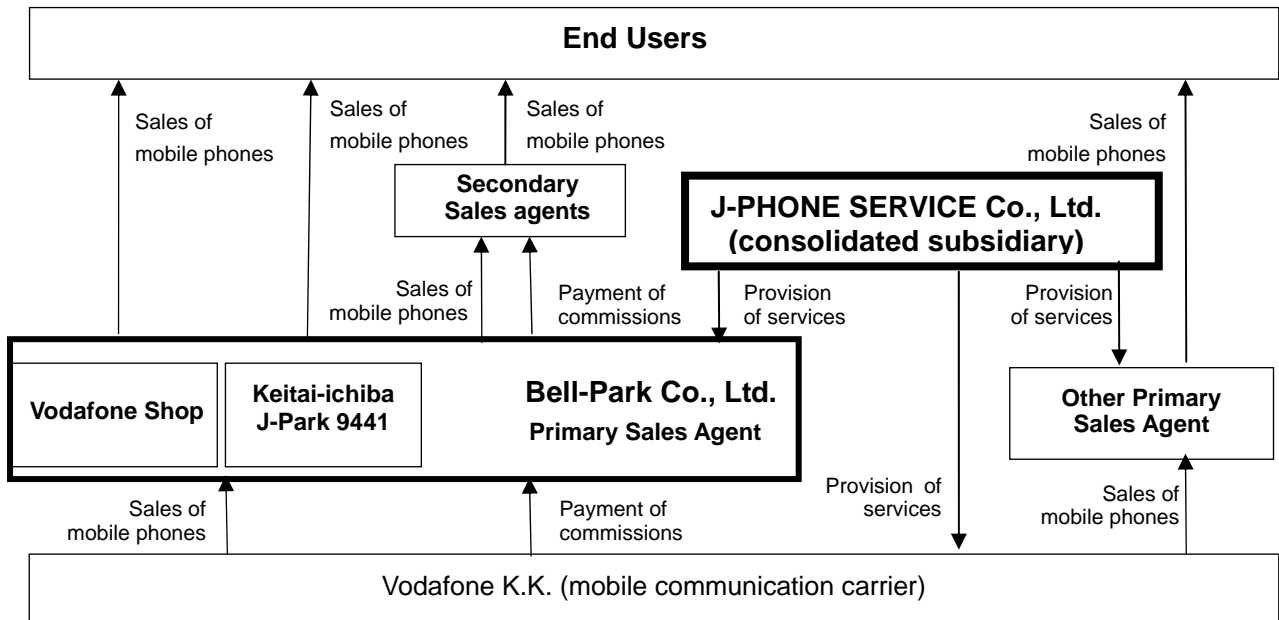 End Users
Sales of
mobile phones
Sales of
mobile phones
Sales of
mobile phones
Sales of
mobile phones
Secondary
Sales agents
J-PHONE SERVICE Co., Ltd.
(consolidated subsidiary)
Sales of
mobile phones
Payment of
commissions
Provision
of services
Provision
of services
Vodafone Shop
Keitai-ichiba
J-Park 9441
Bell-Park Co., Ltd.
Primary Sales Agent
Other Primary
Sales Agent
Sales of
mobile phones
Payment of
commissions
Provision of
services
Sales of
mobile phones
Vodafone K.K. (mobile communication carrier)